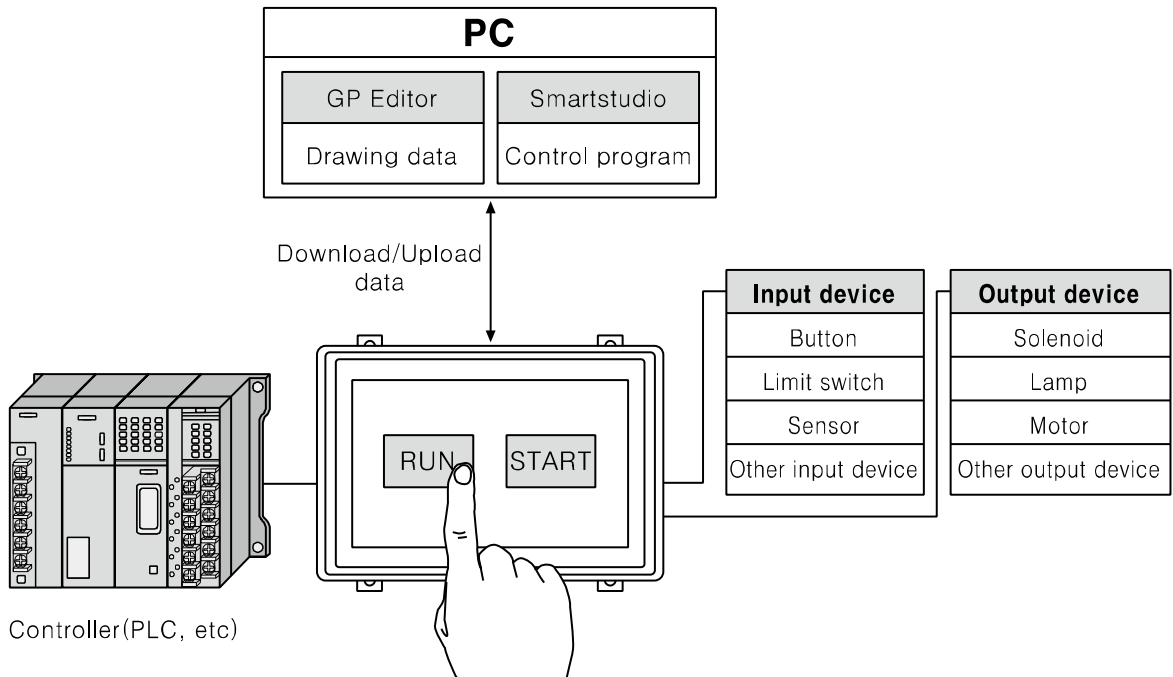 PC
GP Editor
Drawing data
Smartstudio
Control program
Download/Upload
data
Input device
Button
Limit switch
Sensor
Other input device
Output device
Solenoid
Lamp
Motor
Other output device
RUN
START
Controller(PLC, etc)